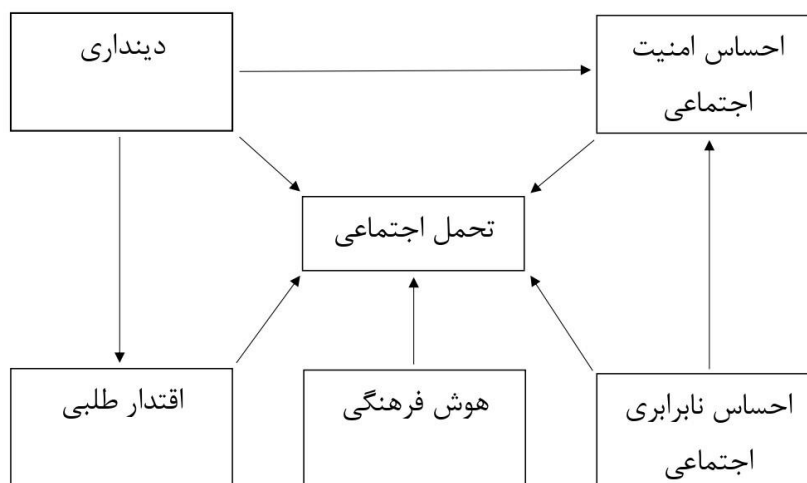 احساس امنیت
اجتماعی
دینداری
تحمل اجتماعی
احساس نابرابری
اجتماعی
هوش فرهنگی
اقتدار طلبی